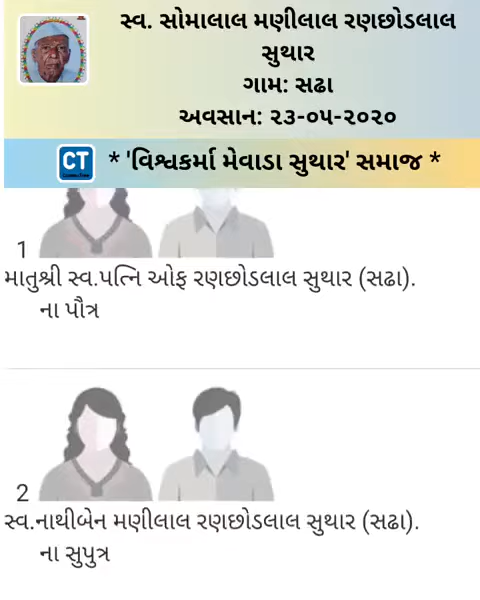 સ્વ. સોમાલાલ મણીલાલ રણછોડલાલ
સુથાર
ગામ: સઢા
અવસાન: ૨૩-૦૫-૨૦૨૦
CT
* 'વિશ્વકર્મા મેવાડા સુથાર' સમાજ *
1
માતુશ્રી સ્વ.પત્નિ ઓફ રણછોડલાલ સુથાર (સઢા).
ના પૌત્ર
2
સ્વ.નાથીબેન મણીલાલ રણછોડલાલ સુથાર (સઢા).
ના સુપુત્ર